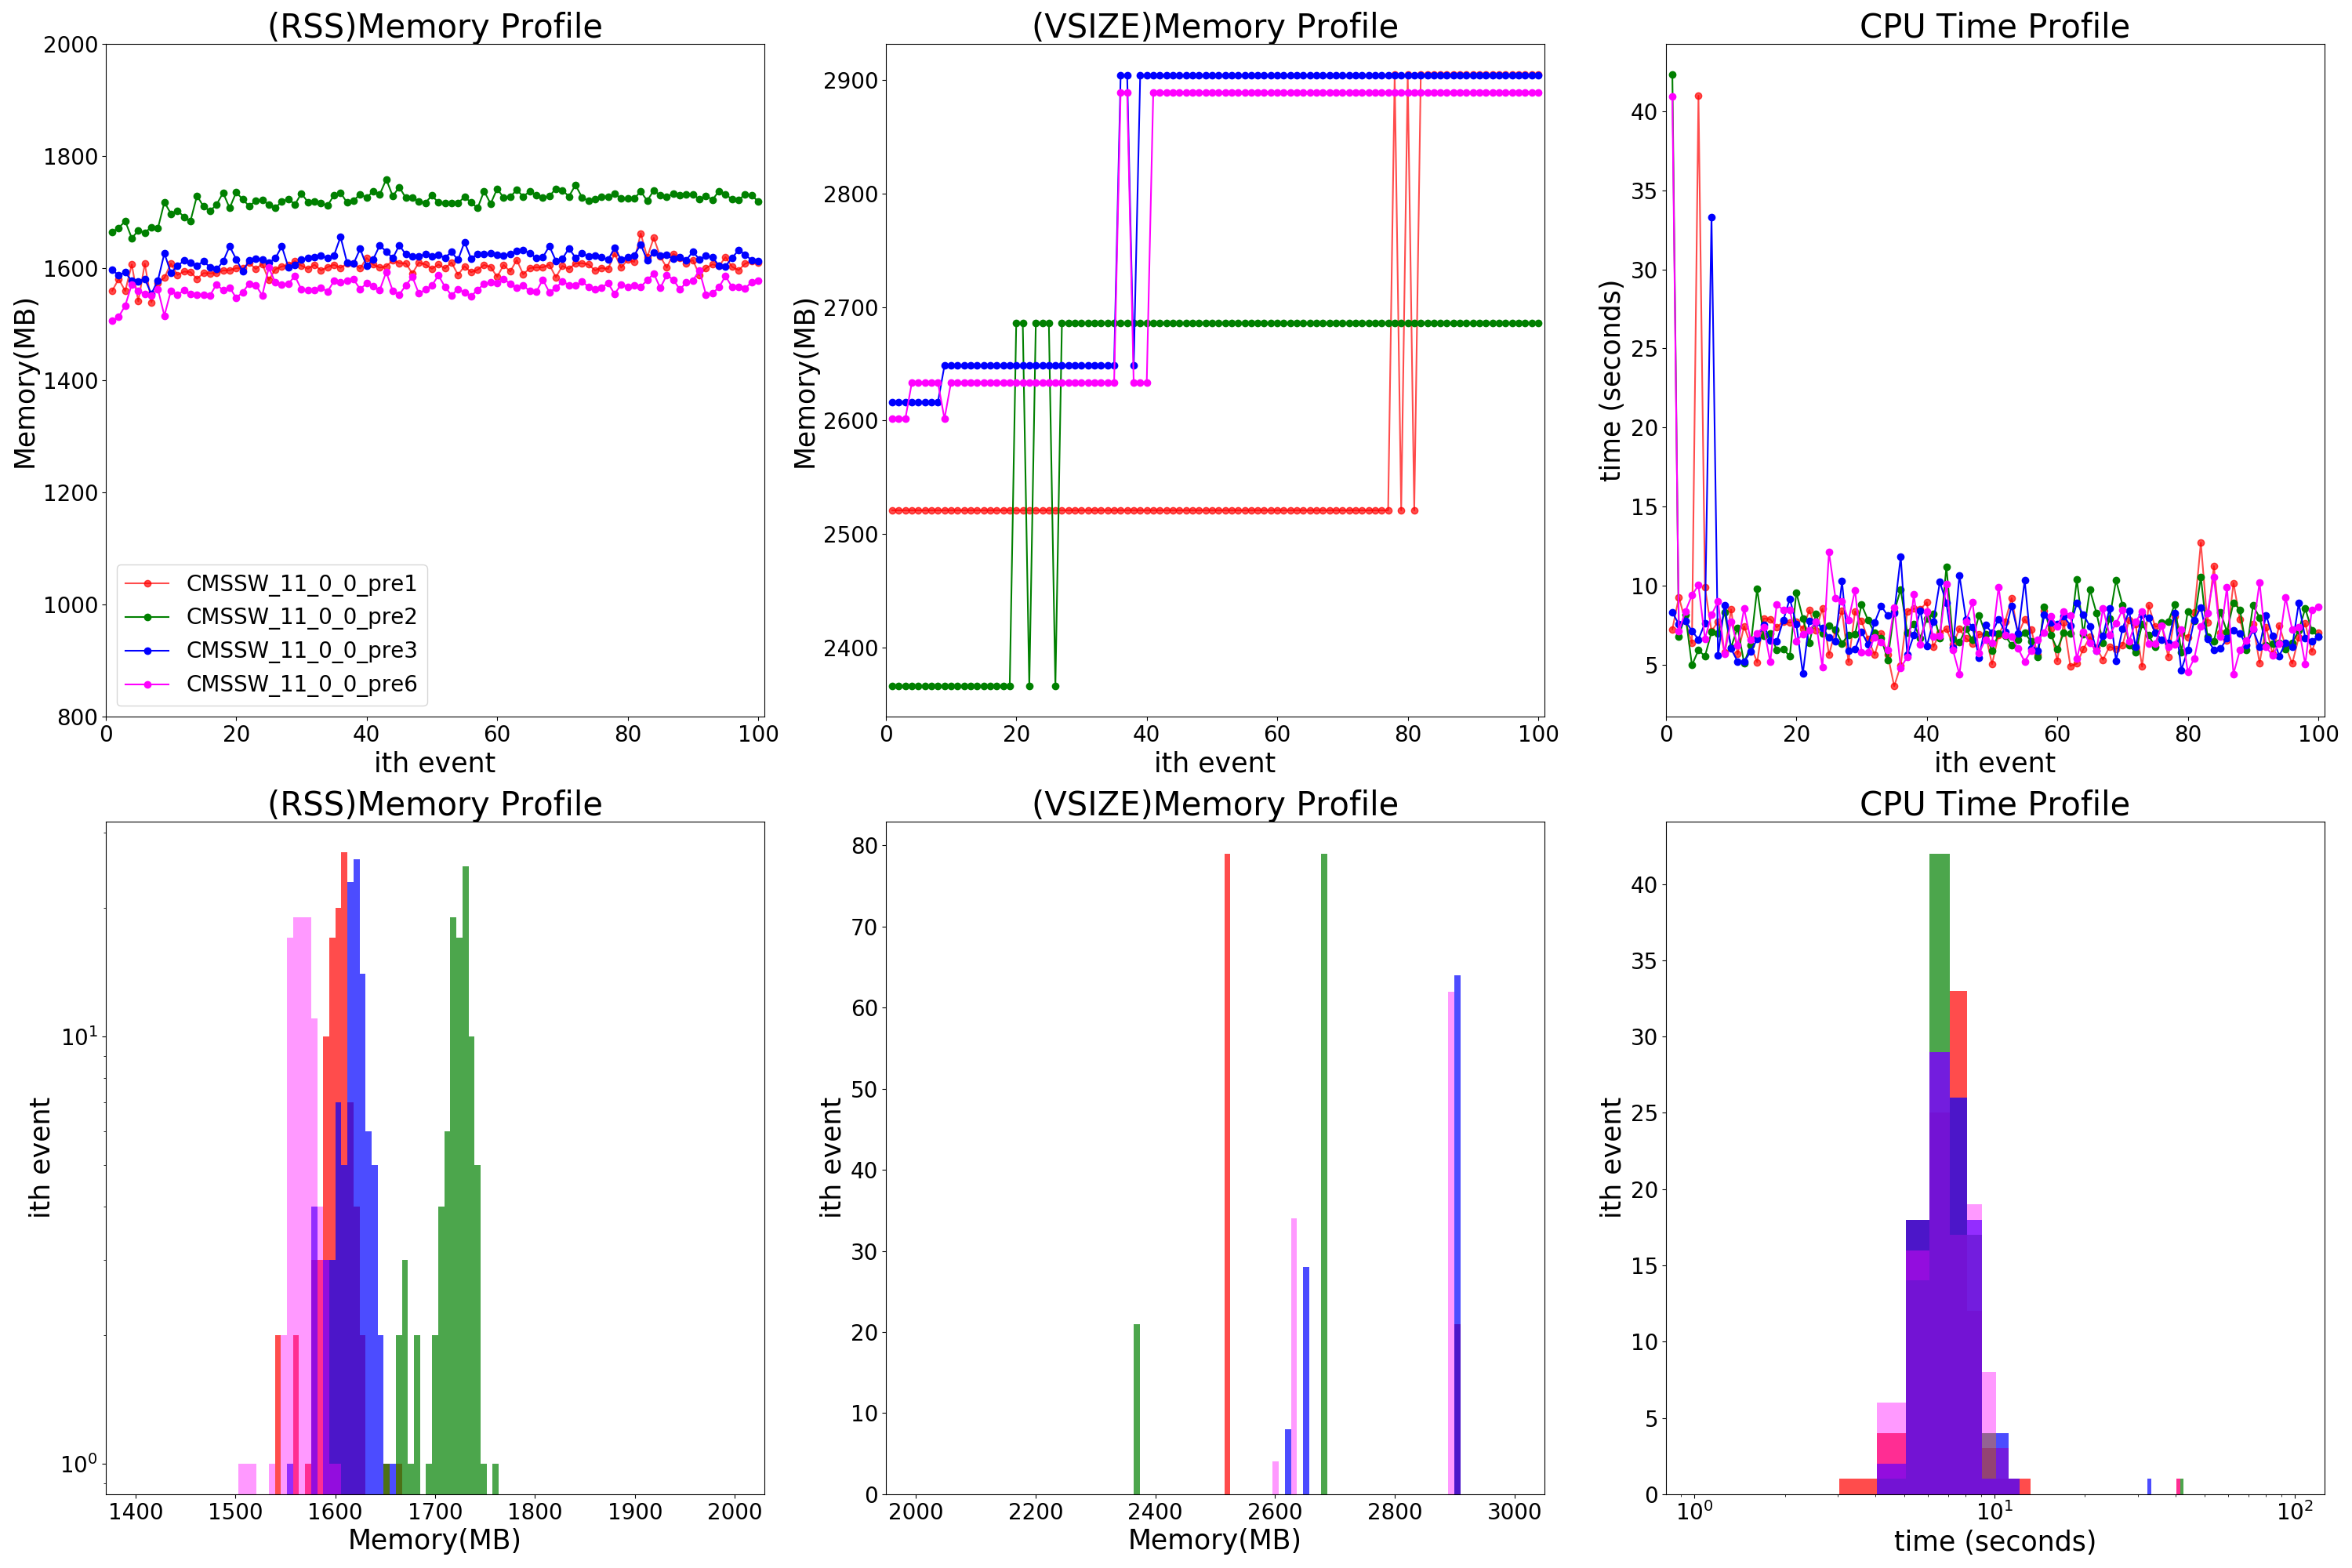 (RSS)Memory Profile
Memory(MB)
2000
1800
1600
1400
1200
1000
800
CMSSW_11_0_0_pre1
CMSSW_11_0_0_pre2
CMSSW_11_0_0_pre3
CMSSW_11_0_0_pre6
0 20 40 60 80 100
ith event
(VSIZE)Memory Profile
Memory(MB)
2900
2800
2700
2600
2500
2400
0 20 40 60 80 100
ith event
CPU Time Profile
time (seconds)
40
35
30
25
20
15
10
5
0 20 40 60 80 100
ith event
(RSS)Memory Profile
ith event
10¹
10⁰
1400 1500 1600 1700 1800 1900 2000
Memory(MB)
(VSIZE)Memory Profile
ith event
80
70
60
50
40
30
20
10
0
2000 2200 2400 2600 2800 3000
Memory(MB)
CPU Time Profile
ith event
40
35
30
25
20
15
10
5
0
10⁰ 10¹ 10²
time (seconds)